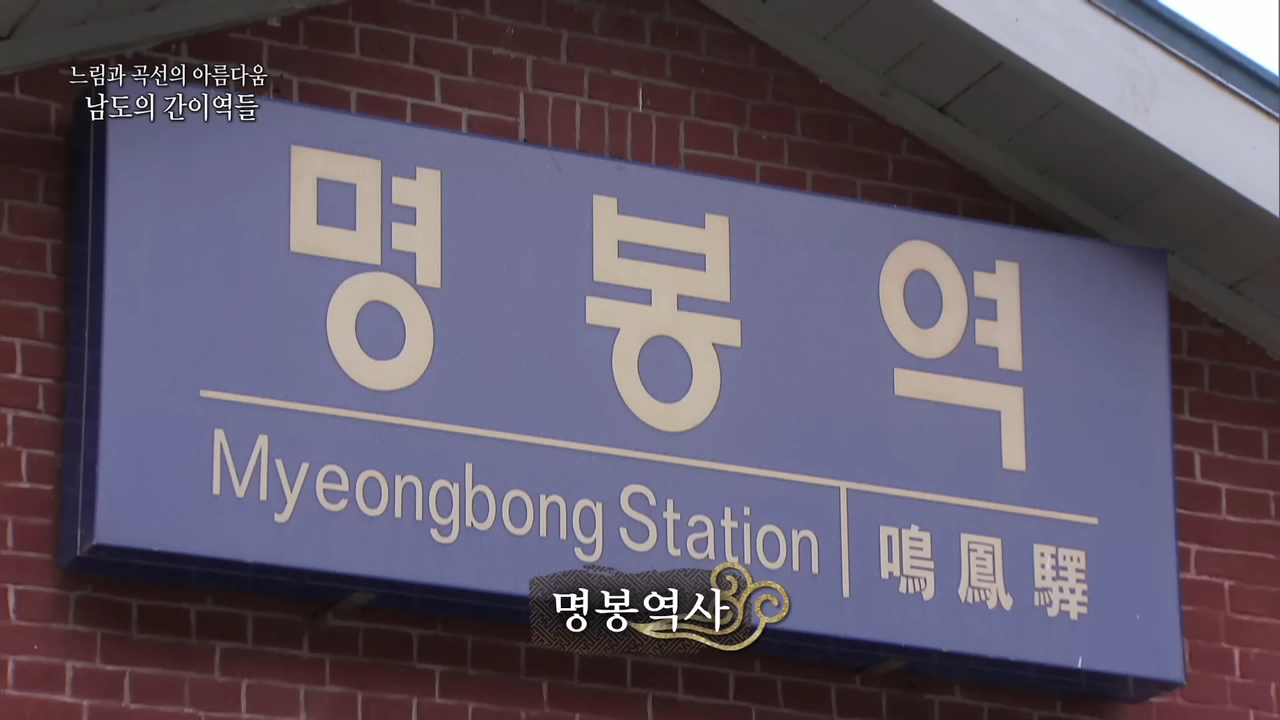 느림과 곡선의 아름다움
남도의 간이역들
명봉역
Myeongbong Station
鳴鳳驛
명봉역사